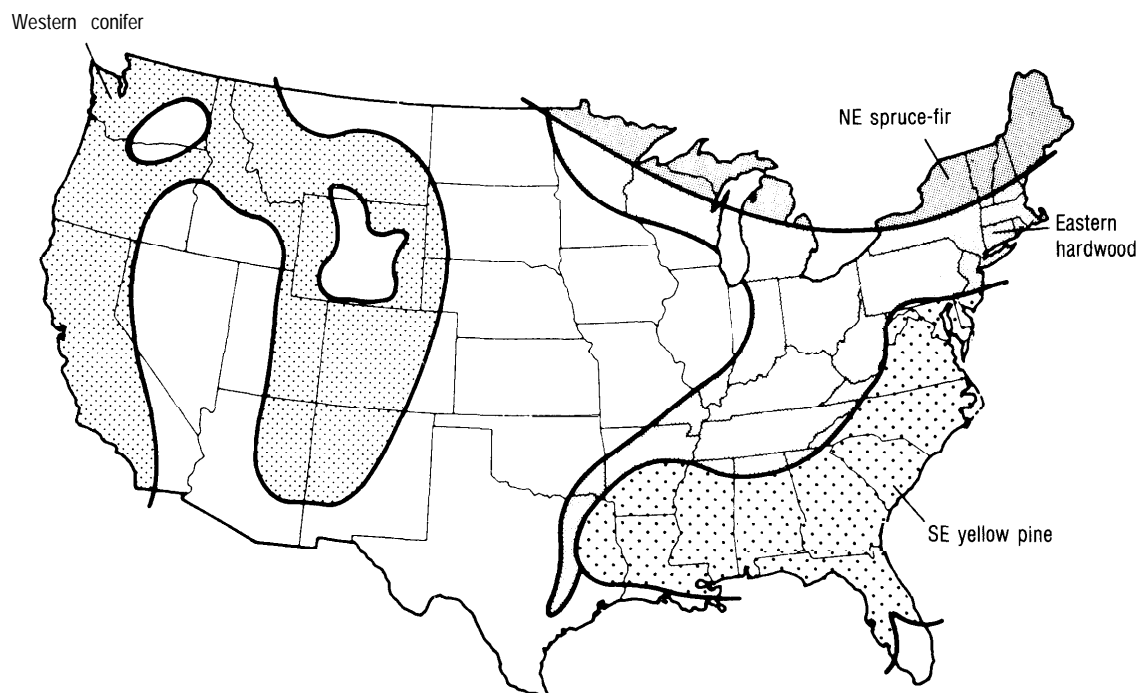 Western conifer
NE spruce-fir
Eastern
hardwood
SE yellow pine